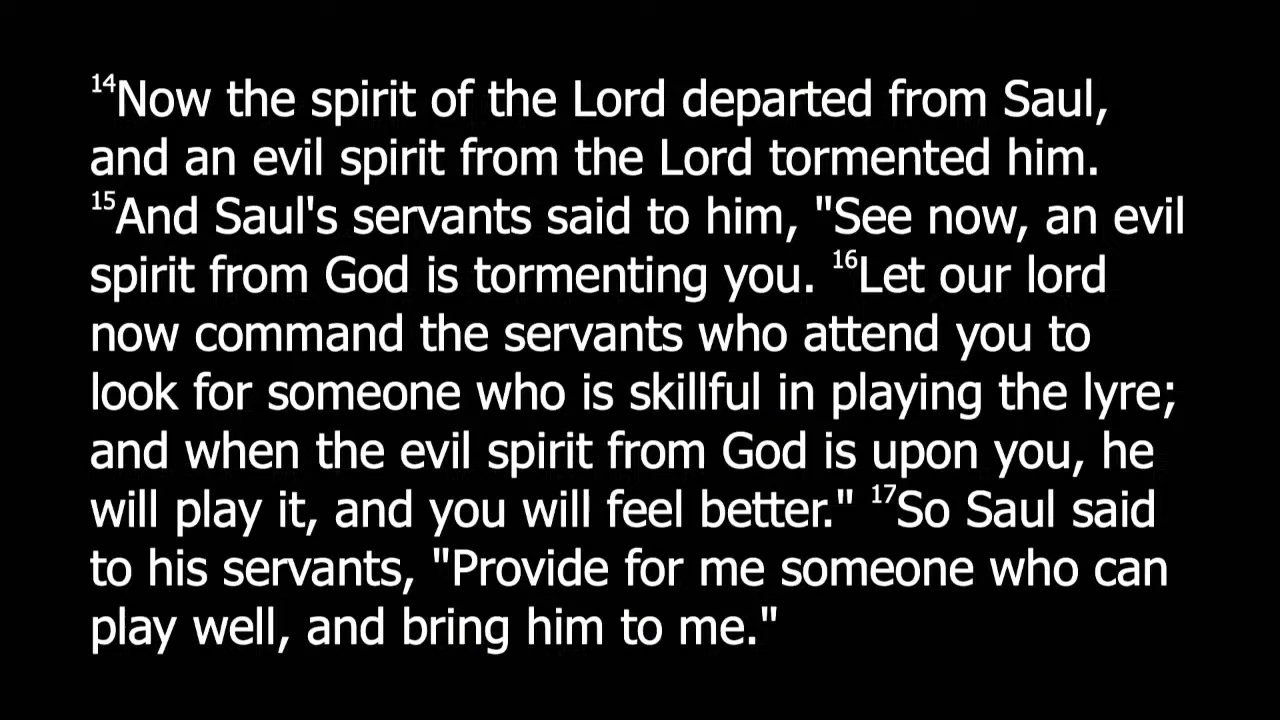 ¹⁴Now the spirit of the Lord departed from Saul,
and an evil spirit from the Lord tormented him.
¹⁵And Saul's servants said to him, "See now, an evil
spirit from God is tormenting you. ¹⁶Let our lord
now command the servants who attend you to
look for someone who is skillful in playing the lyre;
and when the evil spirit from God is upon you, he
will play it, and you will feel better." ¹⁷So Saul said
to his servants, "Provide for me someone who can
play well, and bring him to me."